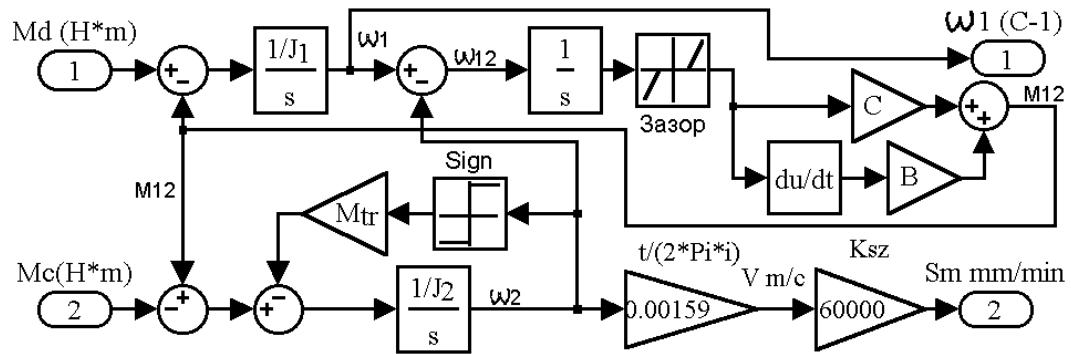 Md (H*m)
1
+
-
1/J1
s
ω1
+
-
ω12
1
s
Зазор
ω1 (C-1)
1
C
+
+
M12
du/dt
B
M12
Sign
Mtr
Mc(H*m)
2
+
-
+
-
1/J2
s
ω2
t/(2*Pi*i)
0.00159
V m/c
Ksz
60000
Sm mm/min
2